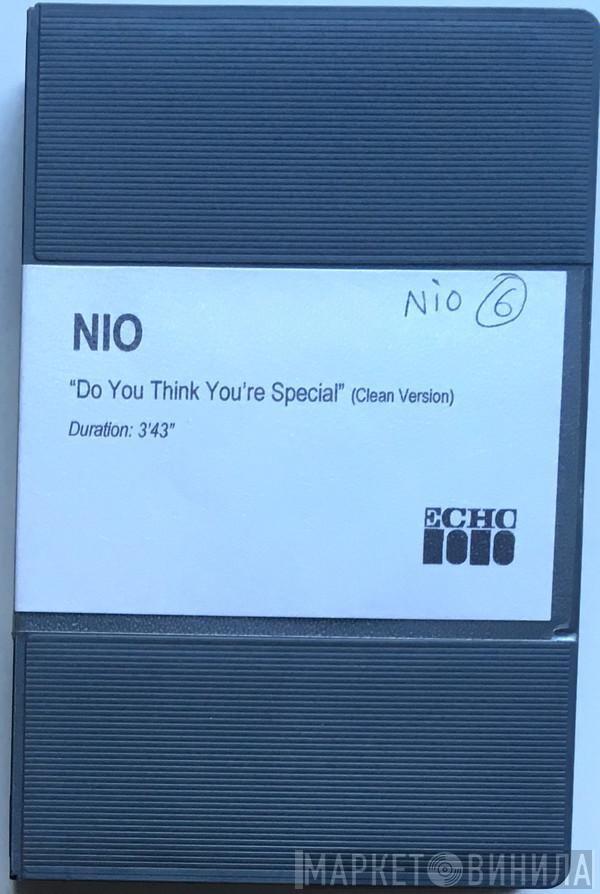 NiO 6
NIO
"Do You Think You're Special" (Clean Version)
Duration: 3'43"
ECHO
МАРКЕТ ВИНИЛА